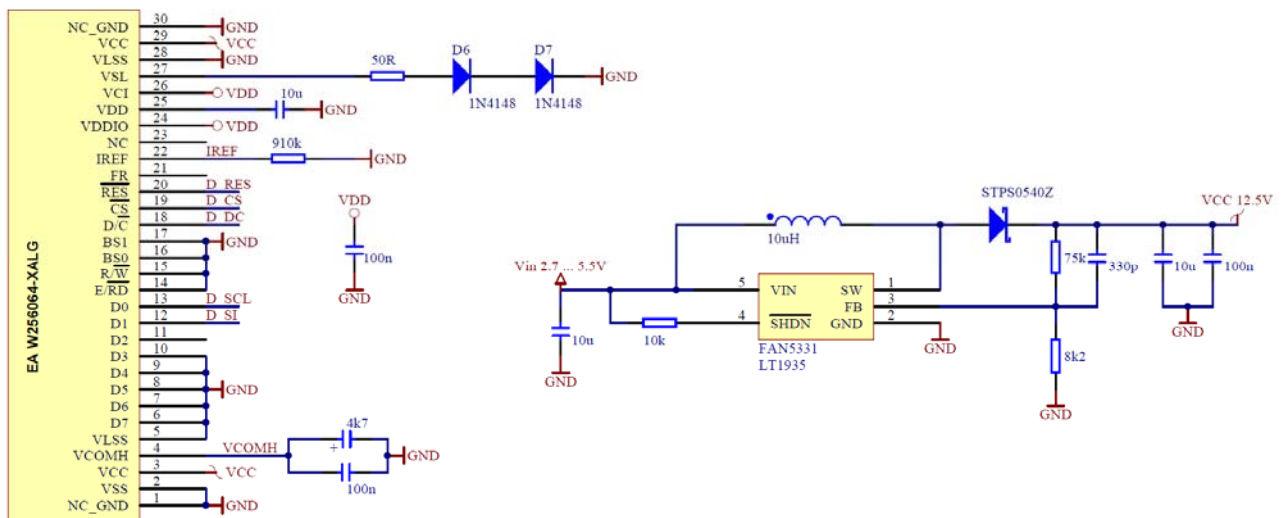 EA W256064-XALG
NC_GND 30 GND
VCC 29 VCC
VLSS 28 GND
VSL 27
50R
D6
1N4148
D7
1N4148
GND
VCI 26 VDD
VDD 25
10u
GND
VDDIO 24 VDD
NC 23
IREF 22 IREF
910k
GND
FR 21
RES 20 D_RES
CS 19 D_CS
D/C 18 D_DC
BS1 17 GND
BS0 16
R/W 15
E/RD 14
D0 13 D_SCL
D1 12 D_SI
D2 11
D3 10
D4 9
D5 8 GND
D6 7
D7 6
VLSS 5
VCOMH 4 VCOMH
4k7
+
100n
GND
VCC 3 VCC
VSS 2
NC_GND 1 GND
VDD
100n
GND
Vin 2.7 ... 5.5V
10u
GND
10k
10uH
5 VIN SW 1
FB 3
4 SHDN GND 2
FAN5331
LT1935
GND
STPS0540Z
VCC 12.5V
75k
330p
10u
100n
GND
8k2
GND